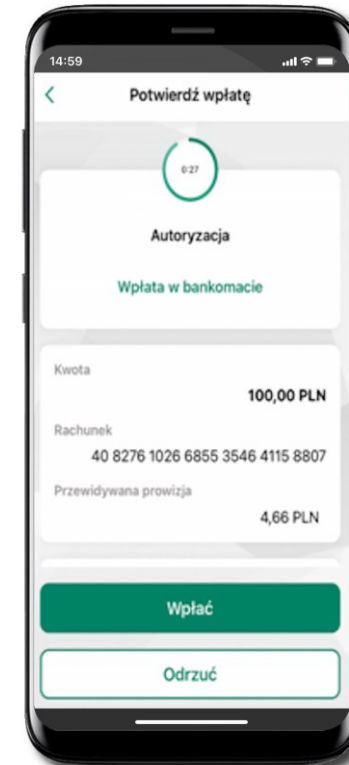 14:59
Potwierdź wpłatę
0:27
Autoryzacja
Wpłata w bankomacie
Kwota
100,00 PLN
Rachunek
40 8276 1026 6855 3546 4115 8807
Przewidywana prowizja
4,66 PLN
Wpłać
Odrzuć